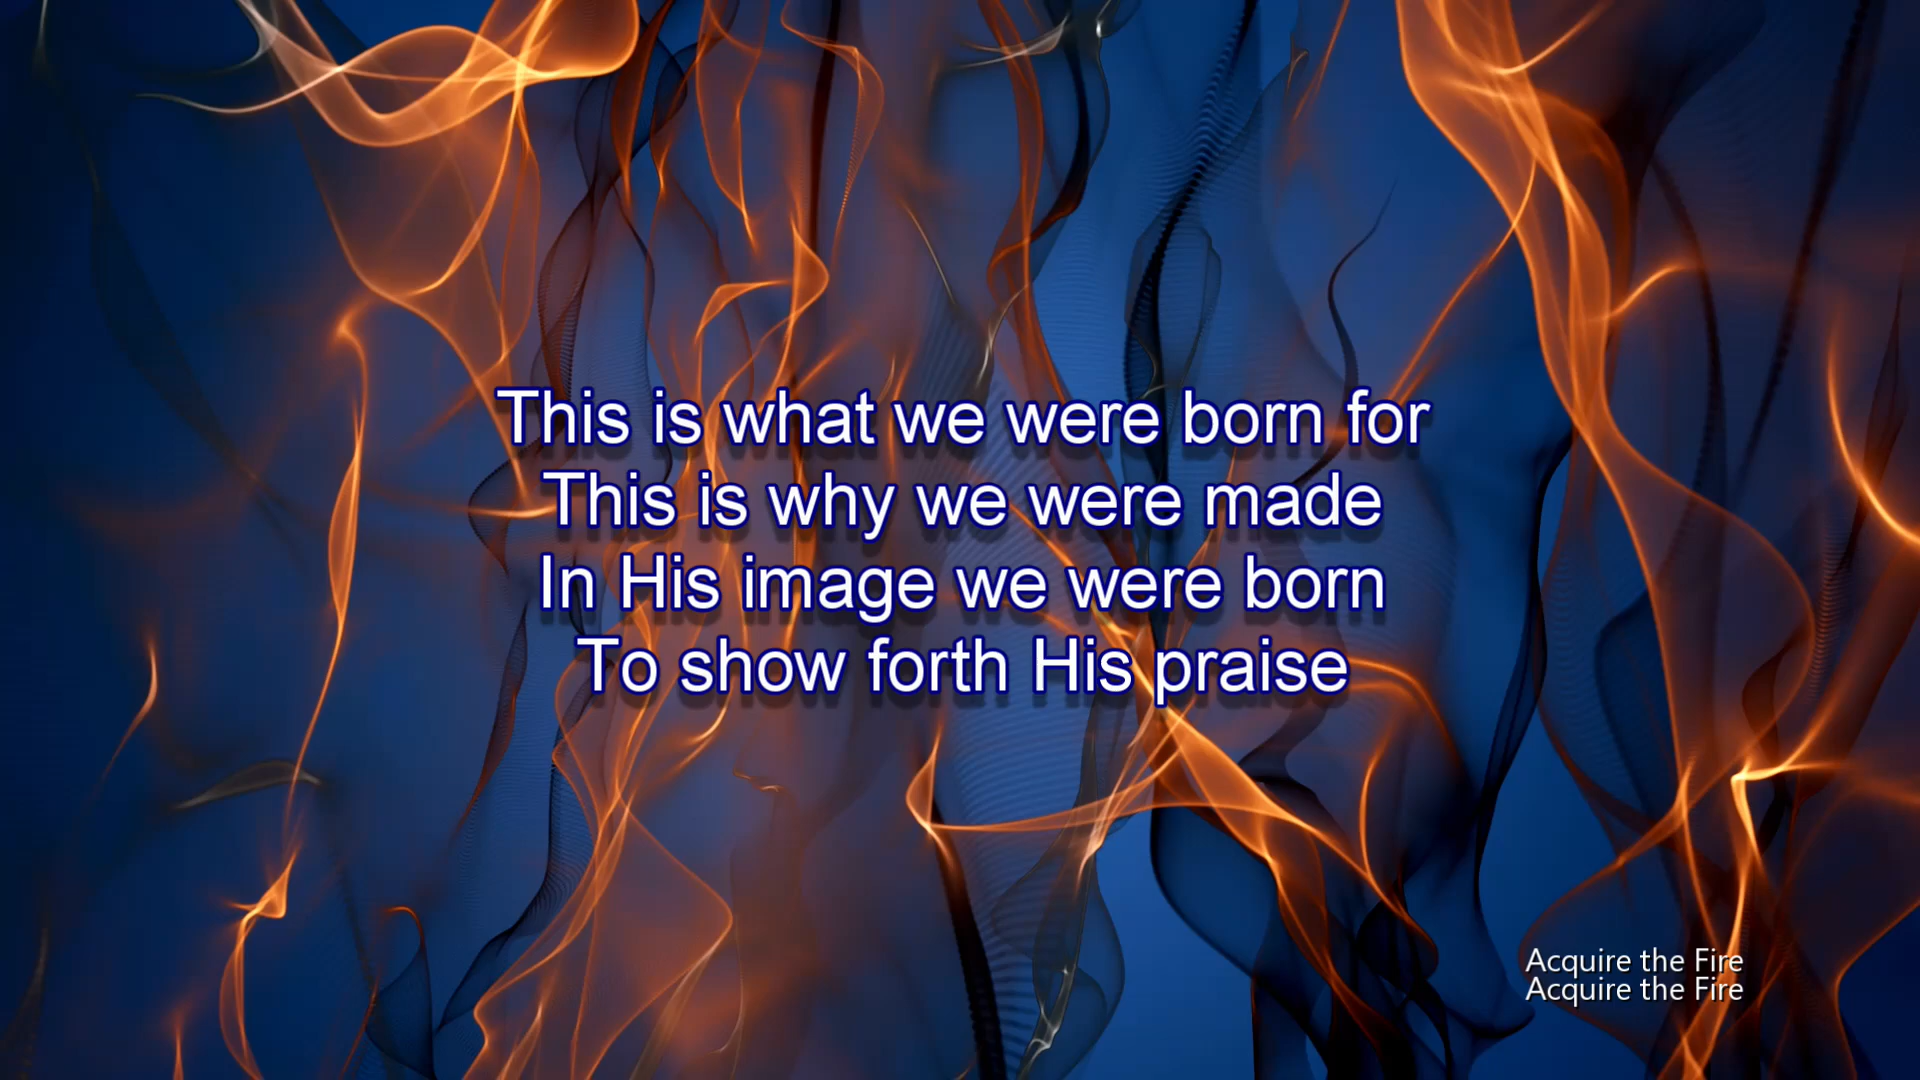 This is what we were born for
This is why we were made
In His image we were born
To show forth His praise
Acquire the Fire
Acquire the Fire